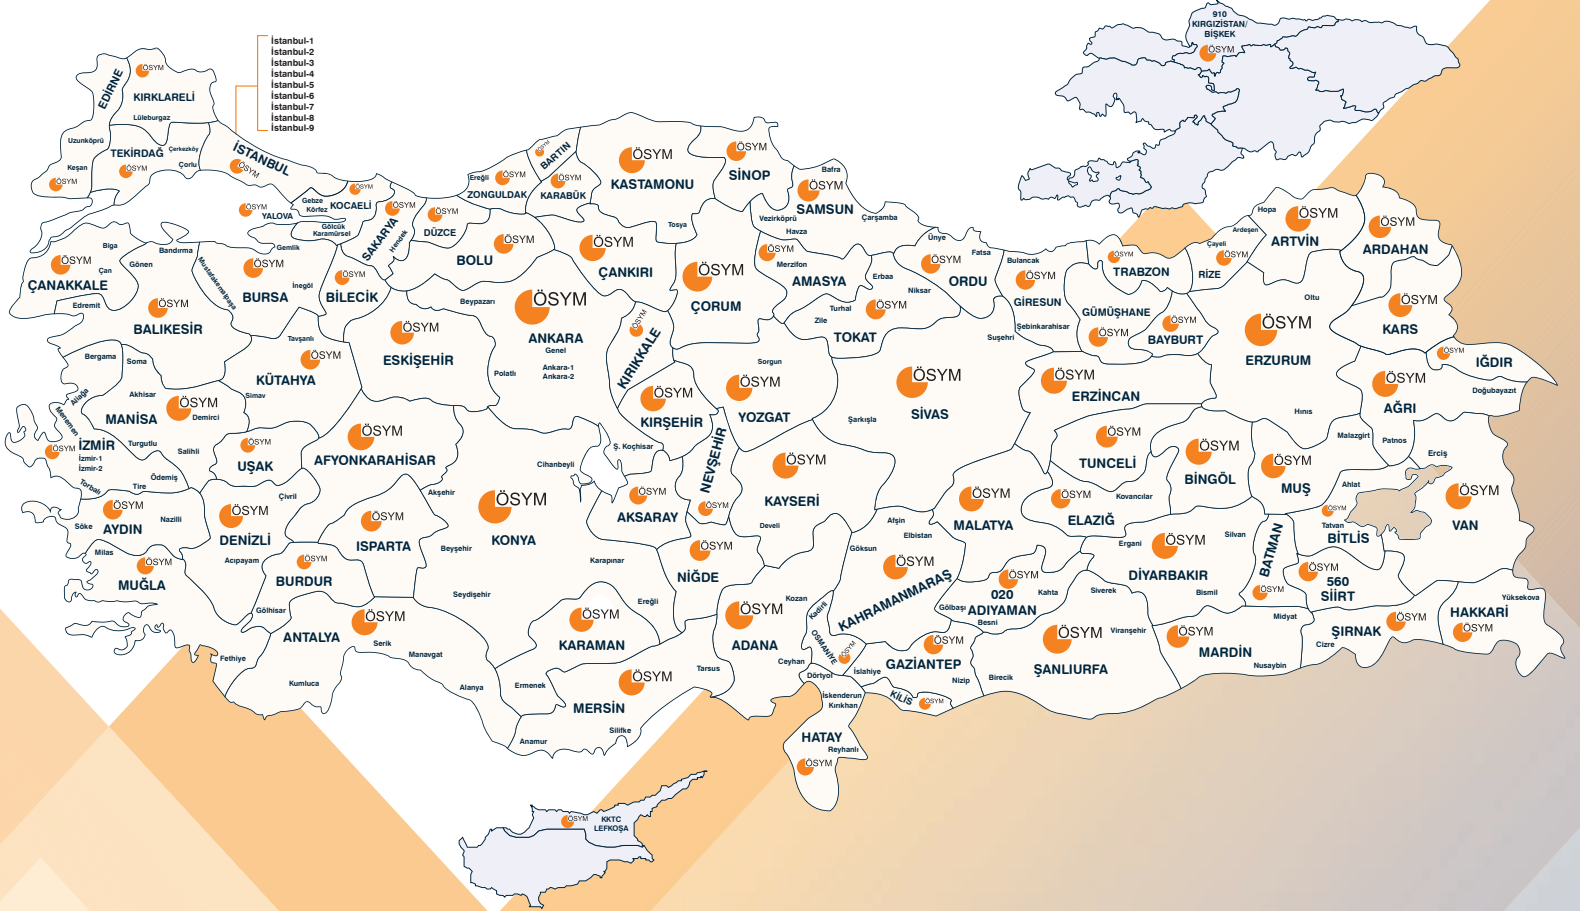 910
KIRGIZİSTAN/
BİŞKEK
ÖSYM
İstanbul-1
İstanbul-2
İstanbul-3
İstanbul-4
İstanbul-5
İstanbul-6
İstanbul-7
İstanbul-8
İstanbul-9
EDİRNE
Uzunköprü
Keşan
ÖSYM
ÖSYM
KIRKLARELİ
Lüleburgaz
TEKİRDAĞ
Çerkezköy
Çorlu
ÖSYM
İSTANBUL
ÖSYM
ÖSYM
YALOVA
ÖSYM
Gebze
Körfez
KOCAELİ
Gölcük
Karamürsel
ÖSYM
SAKARYA
Hendek
ÖSYM
DÜZCE
Ereğli
ÖSYM
ZONGULDAK
ÖSYM
BARTIN
ÖSYM
KARABÜK
ÖSYM
KASTAMONU
Tosya
ÖSYM
SİNOP
Bafra
ÖSYM
SAMSUN
Çarşamba
Vezirköprü
Havza
ÖSYM
BOLU
ÖSYM
ÇANKIRI
ÖSYM
ÇORUM
ÖSYM
Merzifon
AMASYA
Erbaa
Niksar
Turhal
Zile
ÖSYM
TOKAT
Ünye
Fatsa
ÖSYM
ORDU
Bulancak
ÖSYM
GİRESUN
Şebinkarahisar
ÖSYM
TRABZON
Çayeli
Ardeşen
ÖSYM
RİZE
Hopa
ÖSYM
ARTVİN
ÖSYM
ARDAHAN
ÖSYM
KARS
ÖSYM
IĞDIR
Doğubayazıt
ÖSYM
AĞRI
Patnos
Oltu
ÖSYM
ERZURUM
Hınıs
GÜMÜŞHANE
ÖSYM
ÖSYM
BAYBURT
ÖSYM
ERZİNCAN
Suşehri
ÖSYM
SİVAS
Şarkışla
Sorgun
ÖSYM
YOZGAT
ÖSYM
KIRIKKALE
ÖSYM
KIRŞEHİR
Beypazarı
ÖSYM
ANKARA
Genel
Ankara-1
Ankara-2
Polatlı
Ş. Koçhisar
ÖSYM
ESKİŞEHİR
ÖSYM
BİLECİK
Gemlik
ÖSYM
İnegöl
Mustafakemalpaşa
BURSA
Biga
ÖSYM
Çan
ÇANAKKALE
Bandırma
Gönen
Edremit
ÖSYM
BALIKESİR
Tavşanlı
ÖSYM
KÜTAHYA
Simav
Bergama
Aliağa
Menemen
ÖSYM
İZMİR
İzmir-1
İzmir-2
Torbalı
Tire
Ödemiş
Soma
Akhisar
ÖSYM
MANİSA
Demirci
Turgutlu
Salihli
ÖSYM
UŞAK
ÖSYM
AFYONKARAHİSAR
ÖSYM
AYDIN
Söke
Nazilli
Çivril
ÖSYM
DENİZLİ
Acıpayam
Milas
ÖSYM
MUĞLA
Fethiye
ÖSYM
ISPARTA
ÖSYM
BURDUR
Gölhisar
ÖSYM
ANTALYA
Serik
Manavgat
Kumluca
Alanya
Cihanbeyli
Akşehir
ÖSYM
KONYA
Beyşehir
Seydişehir
Karapınar
Ereğli
ÖSYM
AKSARAY
NEVŞEHİR
ÖSYM
ÖSYM
KAYSERİ
Develi
ÖSYM
NİĞDE
ÖSYM
KARAMAN
Ermenek
ÖSYM
MERSİN
Tarsus
Silifke
Anamur
Kozan
ÖSYM
ADANA
Ceyhan
Kadirli
OSMANİYE
ÖSYM
Dörtyol
İskenderun
Kırıkhan
HATAY
Reyhanlı
ÖSYM
Afşin
Elbistan
Göksun
ÖSYM
KAHRAMANMARAŞ
ÖSYM
GAZİANTEP
İslahiye
Nizip
KİLİS
ÖSYM
ÖSYM
MALATYA
ÖSYM
020
ADIYAMAN
Gölbaşı
Besni
Kahta
ÖSYM
TUNCELİ
ÖSYM
Kovancılar
ELAZIĞ
ÖSYM
BİNGÖL
ÖSYM
MUŞ
Malazgirt
Ergani
Silvan
ÖSYM
DİYARBAKIR
Bismil
Siverek
Viranşehir
ÖSYM
ŞANLIURFA
Birecik
BATMAN
ÖSYM
Ahlat
ÖSYM
Tatvan
BİTLİS
Erciş
ÖSYM
VAN
ÖSYM
560
SİİRT
Midyat
ÖSYM
MARDİN
Nusaybin
ÖSYM
ŞIRNAK
Cizre
Yüksekova
HAKKARİ
ÖSYM
ÖSYM
KKTC
LEFKOŞA